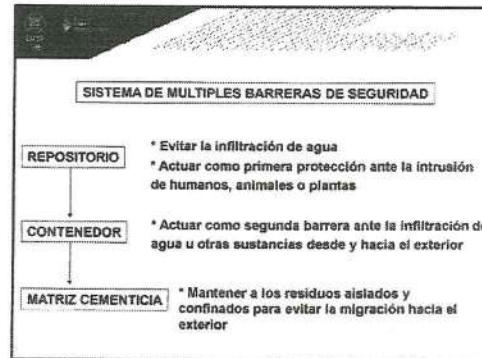 SISTEMA DE MULTIPLES BARRERAS DE SEGURIDAD
REPOSITORIO
* Evitar la infiltración de agua
* Actuar como primera protección ante la intrusión
de humanos, animales o plantas
CONTENEDOR
* Actuar como segunda barrera ante la infiltración de
agua u otras sustancias desde y hacia el exterior
MATRIZ CEMENTICIA
* Mantener a los residuos aislados y
confinados para evitar la migración hacia el
exterior